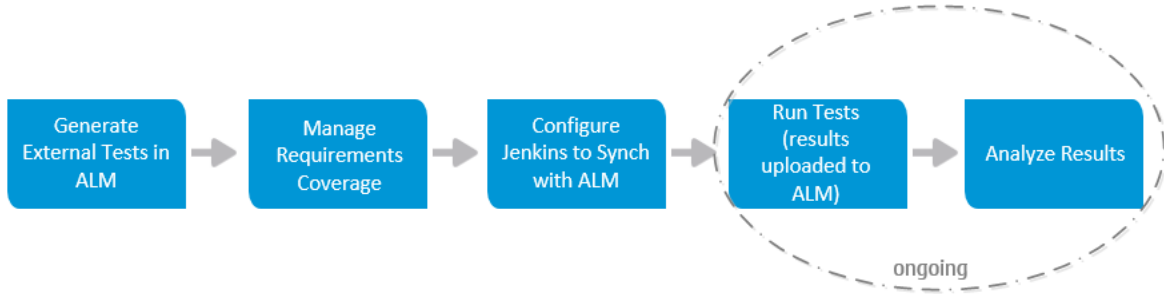 Generate
External Tests in
ALM
Manage
Requirements
Coverage
Configure
Jenkins to Synch
with ALM
Run Tests
(results
uploaded to
ALM)
Analyze Results
ongoing